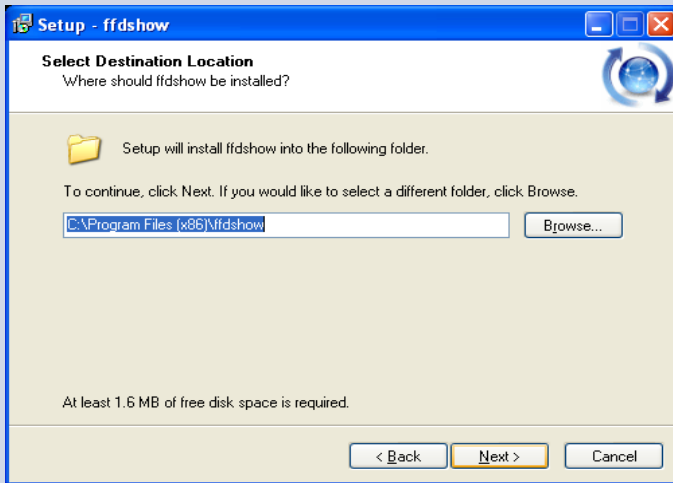 Setup - ffdshow
Select Destination Location
Where should ffdshow be installed?
Setup will install ffdshow into the following folder.
To continue, click Next. If you would like to select a different folder, click Browse.
C:\Program Files (x86)\ffdshow
Browse...
At least 1.6 MB of free disk space is required.
< Back Next > Cancel